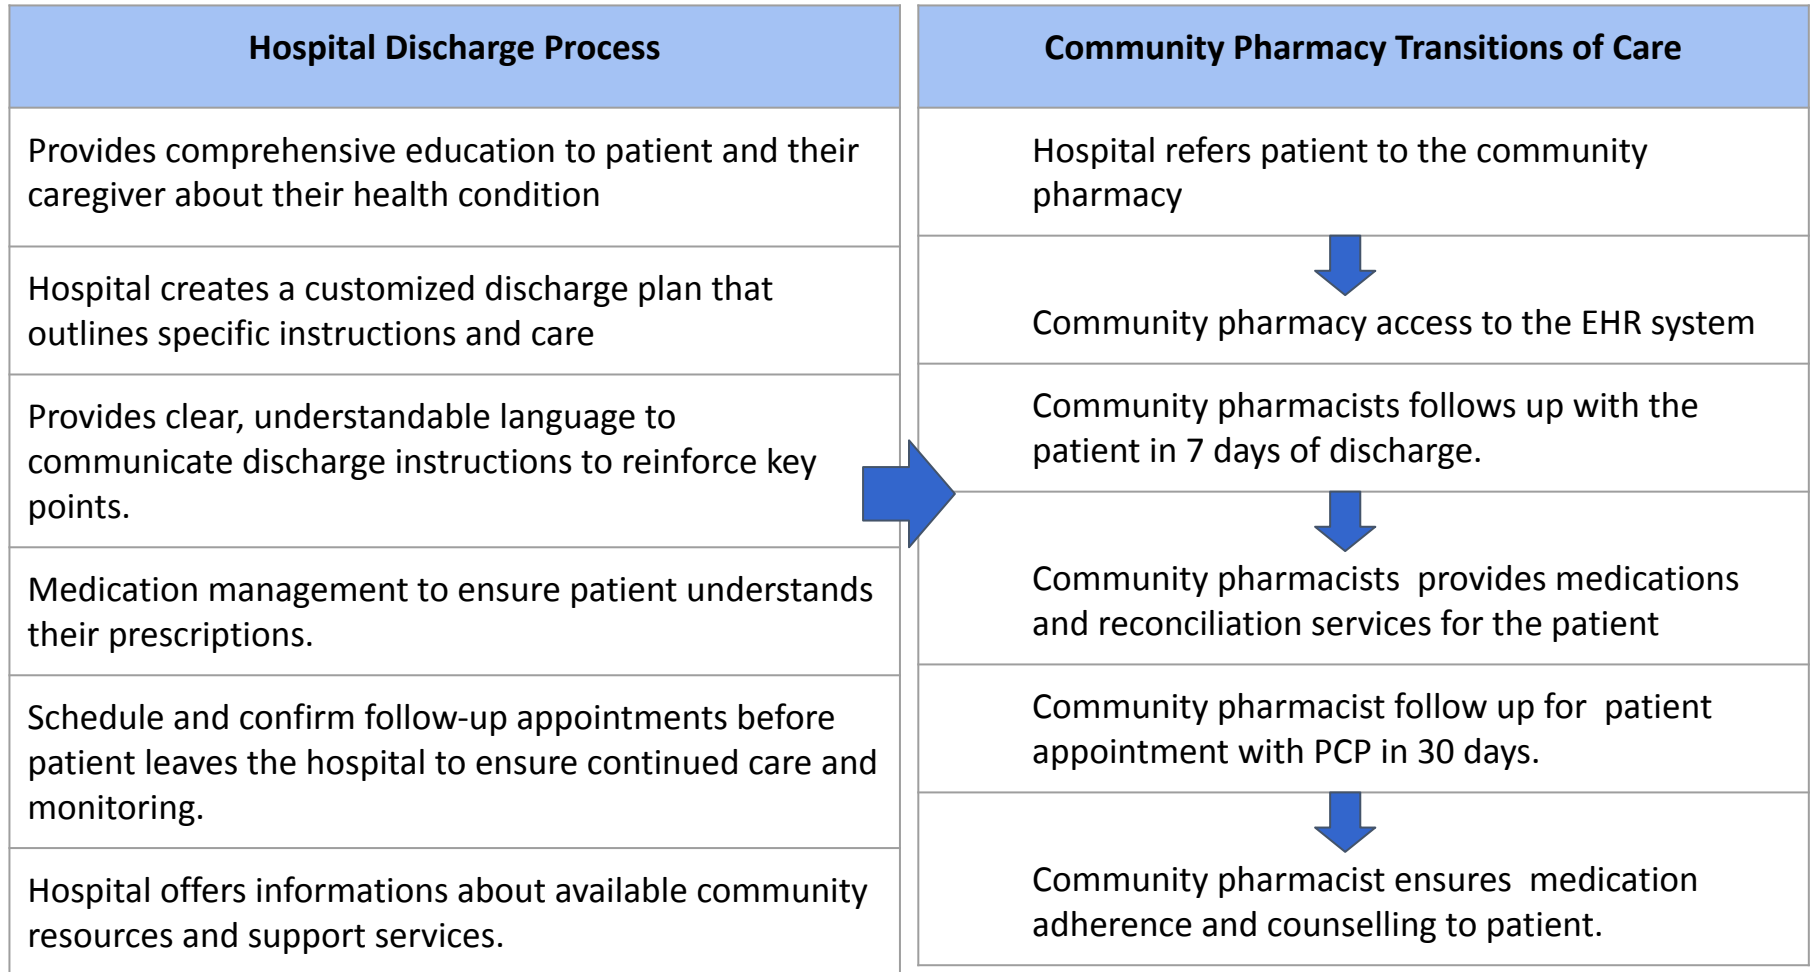 Hospital Discharge Process
Provides comprehensive education to patient and their
caregiver about their health condition
Hospital creates a customized discharge plan that
outlines specific instructions and care
Provides clear, understandable language to
communicate discharge instructions to reinforce key
points.
Medication management to ensure patient understands
their prescriptions.
Schedule and confirm follow-up appointments before
patient leaves the hospital to ensure continued care and
monitoring.
Hospital offers informations about available community
resources and support services.
Community Pharmacy Transitions of Care
Hospital refers patient to the community
pharmacy
Community pharmacy access to the EHR system
Community pharmacists follows up with the
patient in 7 days of discharge.
Community pharmacists  provides medications
and reconciliation services for the patient
Community pharmacist follow up for  patient
appointment with PCP in 30 days.
Community pharmacist ensures  medication
adherence and counselling to patient.